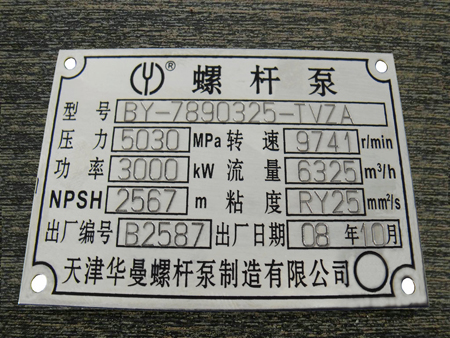 ® 螺杆泵
型号 BY-7890325-TVZA
压力 5030 MPa 转速 9741 r/min
功率 3000 kW 流量 6325 m³/h
NPSH 2567 m 粘度 RY25 mm²/s
出厂编号 B2587 出厂日期 08 年 10 月
天津华曼螺杆泵制造有限公司